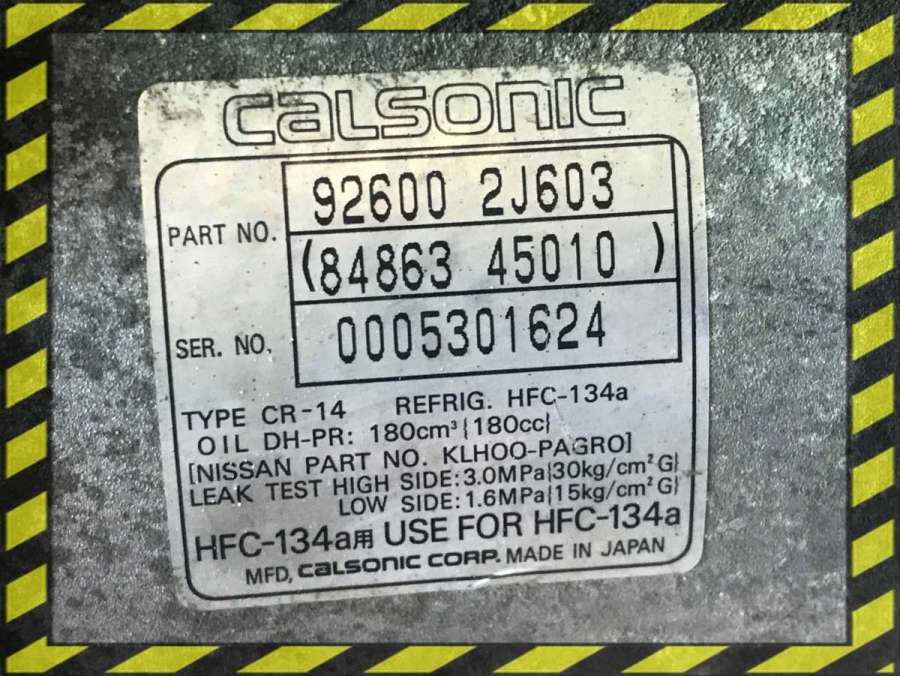 CALSONIC
PART NO. 92600 2J603
(84863 45010 )
SER. NO. 0005301624
TYPE CR-14 REFRIG. HFC-134a
OIL DH-PR: 180cm³{180cc}
[NISSAN PART NO. KLHOO-PAGRO]
LEAK TEST HIGH SIDE:3.0MPa{30kg/cm²G}
LOW SIDE:1.6MPa{15kg/cm²G}
HFC-134a用 USE FOR HFC-134a
MFD, CALSONIC CORP. MADE IN JAPAN